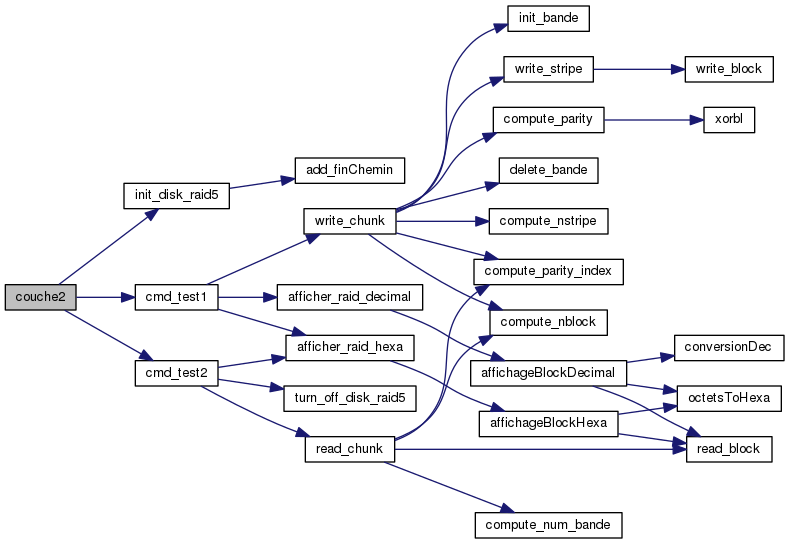 init_bande
write_stripe
write_block
compute_parity
xorbl
add_finChemin
delete_bande
init_disk_raid5
write_chunk
compute_nstripe
compute_parity_index
couche2
cmd_test1
afficher_raid_decimal
compute_nblock
afficher_raid_hexa
conversionDec
cmd_test2
affichageBlockDecimal
turn_off_disk_raid5
octetsToHexa
affichageBlockHexa
read_chunk
read_block
compute_num_bande